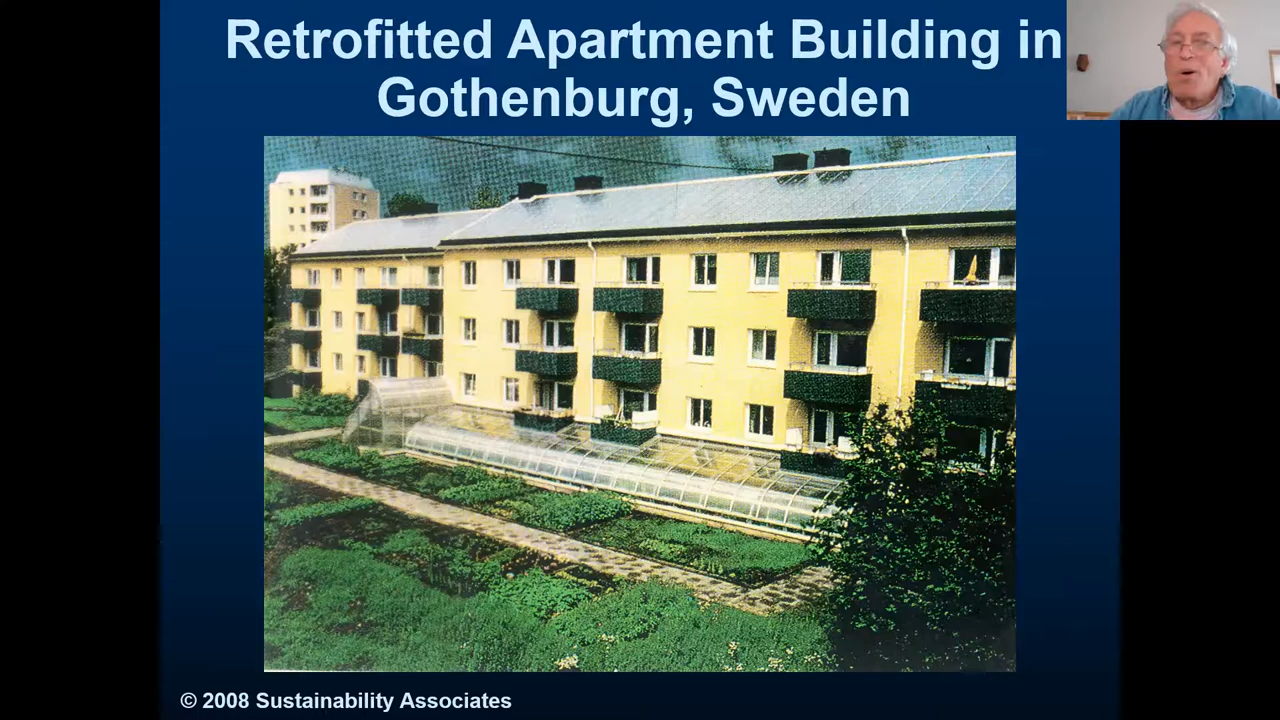 Retrofitted Apartment Building in
Gothenburg, Sweden
© 2008 Sustainability Associates